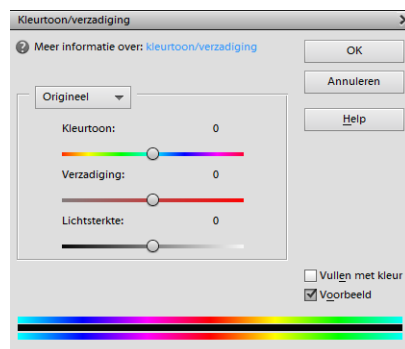 Kleurtoon/verzadiging
Meer informatie over: kleurtoon/verzadiging
OK
Annuleren
Help
Origineel
Kleurtoon: 0
Verzadiging: 0
Lichtsterkte: 0
Vullen met kleur
Voorbeeld